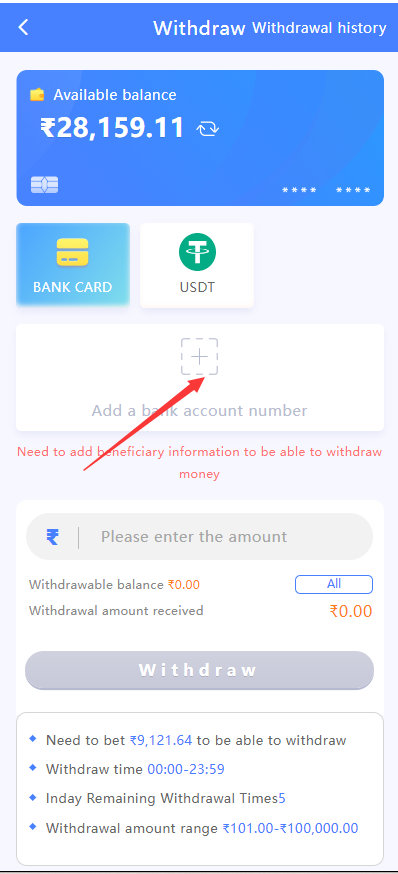 Withdraw Withdrawal history
Available balance
₹28,159.11
**** ****
BANK CARD
USDT
Add a bank account number
Need to add beneficiary information to be able to withdraw
money
₹ Please enter the amount
Withdrawable balance ₹0.00 All
Withdrawal amount received ₹0.00
Withdraw
Need to bet ₹9,121.64 to be able to withdraw
Withdraw time 00:00-23:59
Inday Remaining Withdrawal Times5
Withdrawal amount range ₹101.00-₹100,000.00